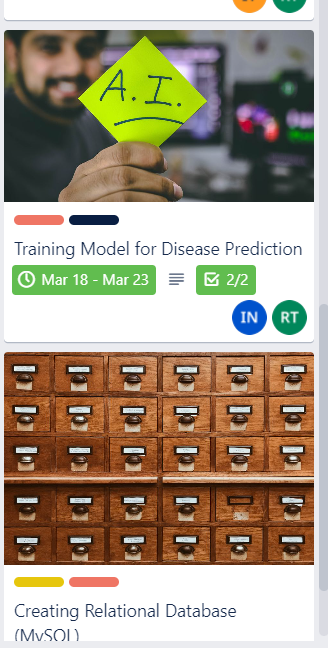 A.I.
Training Model for Disease Prediction
Mar 18 - Mar 23
2/2
IN RT
Creating Relational Database
(MySQL)